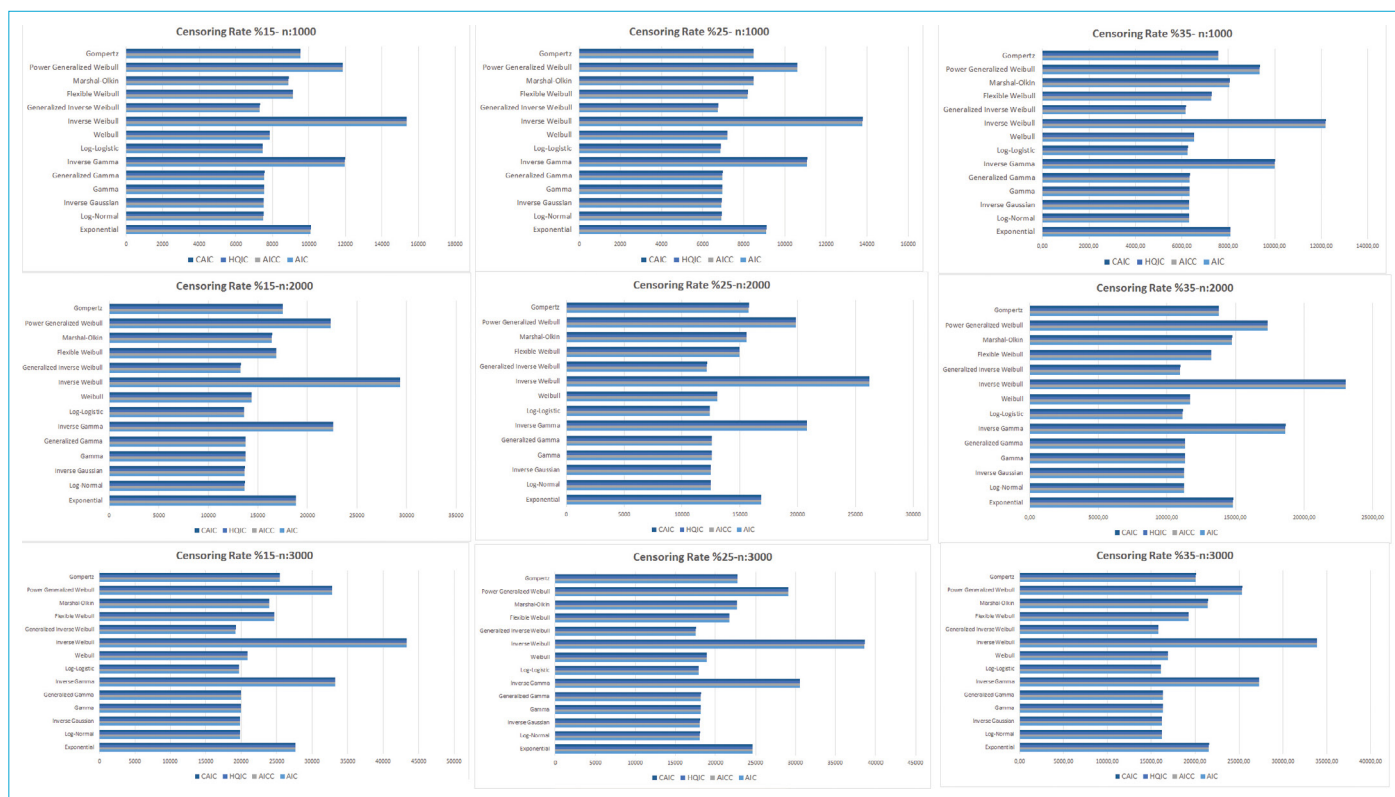 Censoring Rate %15- n:1000
Gompertz
Power Generalized Weibull
Marshal-Olkin
Flexible Weibull
Generalized Inverse Weibull
Inverse Weibull
Weibull
Log-Logistic
Inverse Gamma
Generalized Gamma
Gamma
Inverse Gaussian
Log-Normal
Exponential
0 2000 4000 6000 8000 10000 12000 14000 16000 18000
CAIC HQIC AICC AIC
Censoring Rate %25- n:1000
Gompertz
Power Generalized Weibull
Marshal-Olkin
Flexible Weibull
Generalized Inverse Weibull
Inverse Weibull
Weibull
Log-Logistic
Inverse Gamma
Generalized Gamma
Gamma
Inverse Gaussian
Log-Normal
Exponential
0 2000 4000 6000 8000 10000 12000 14000 16000
CAIC HQIC AICC AIC
Censoring Rate %35- n:1000
Gompertz
Power Generalized Weibull
Marshal-Olkin
Flexible Weibull
Generalized Inverse Weibull
Inverse Weibull
Weibull
Log-Logistic
Inverse Gamma
Generalized Gamma
Gamma
Inverse Gaussian
Log-Normal
Exponential
0,00 2000,00 4000,00 6000,00 8000,00 10000,00 12000,00 14000,00
CAIC HQIC AICC AIC
Censoring Rate %15-n:2000
Gompertz
Power Generalized Weibull
Marshal-Olkin
Flexible Weibull
Generalized Inverse Weibull
Inverse Weibull
Weibull
Log-Logistic
Inverse Gamma
Generalized Gamma
Gamma
Inverse Gaussian
Log-Normal
Exponential
0 5000 10000 15000 20000 25000 30000 35000
CAIC HQIC AICC AIC
Censoring Rate %25-n:2000
Gompertz
Power Generalized Weibull
Marshal-Olkin
Flexible Weibull
Generalized Inverse Weibull
Inverse Weibull
Weibull
Log-Logistic
Inverse Gamma
Generalized Gamma
Gamma
Inverse Gaussian
Log-Normal
Exponential
0 5000 10000 15000 20000 25000 30000
CAIC HQIC AICC AIC
Censoring Rate %35-n:2000
Gompertz
Power Generalized Weibull
Marshal-Olkin
Flexible Weibull
Generalized Inverse Weibull
Inverse Weibull
Weibull
Log-Logistic
Inverse Gamma
Generalized Gamma
Gamma
Inverse Gaussian
Log-Normal
Exponential
0,00 5000,00 10000,00 15000,00 20000,00 25000,00
CAIC HQIC AICC AIC
Censoring Rate %15-n:3000
Gompertz
Power Generalized Weibull
Marshal-Olkin
Flexible Weibull
Generalized Inverse Weibull
Inverse Weibull
Weibull
Log-Logistic
Inverse Gamma
Generalized Gamma
Gamma
Inverse Gaussian
Log-Normal
Exponential
0 5000 10000 15000 20000 25000 30000 35000 40000 45000 50000
CAIC HQIC AICC AIC
Censoring Rate %25-n:3000
Gompertz
Power Generalized Weibull
Marshal-Olkin
Flexible Weibull
Generalized Inverse Weibull
Inverse Weibull
Weibull
Log-Logistic
Inverse Gamma
Generalized Gamma
Gamma
Inverse Gaussian
Log-Normal
Exponential
0 5000 10000 15000 20000 25000 30000 35000 40000 45000
CAIC HQIC AICC AIC
Censoring Rate %35-n:3000
Gompertz
Power Generalized Weibull
Marshal-Olkin
Flexible Weibull
Generalized Inverse Weibull
Inverse Weibull
Weibull
Log-Logistic
Inverse Gamma
Generalized Gamma
Gamma
Inverse Gaussian
Log-Normal
Exponential
0,00 5000,00 10000,00 15000,00 20000,00 25000,00 30000,00 35000,00 40000,00
CAIC HQIC AICC AIC